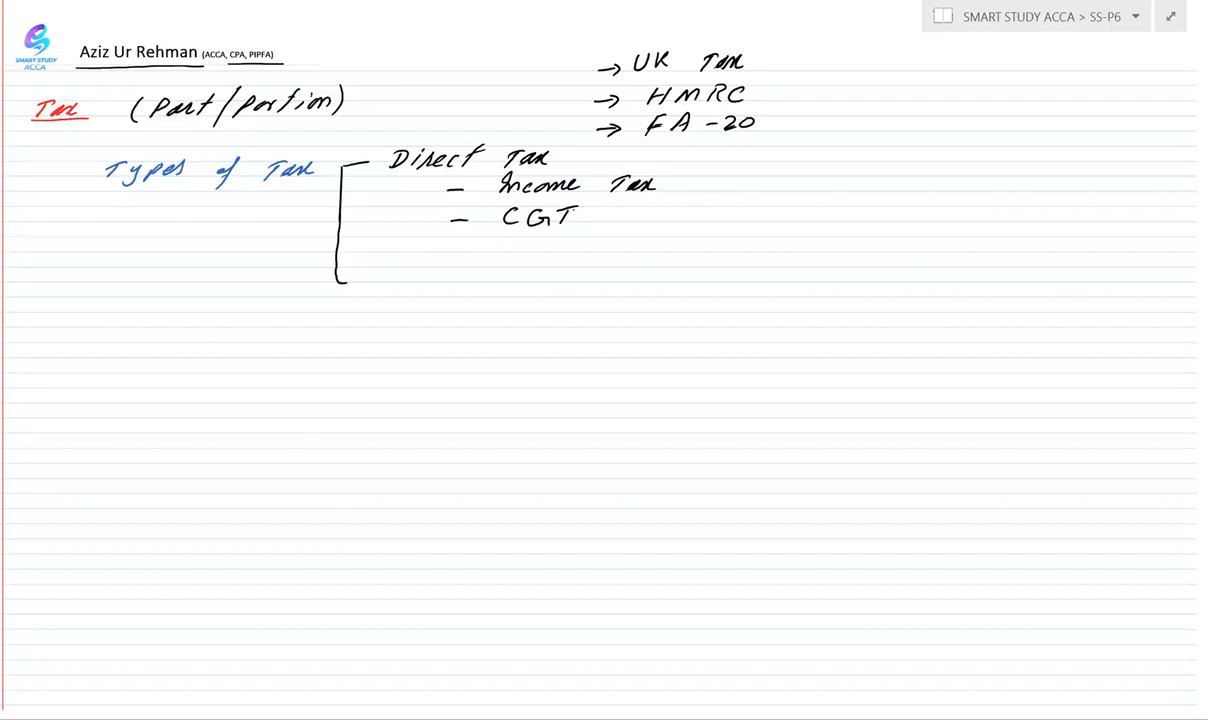 SMART STUDY ACCA > SS-P6
SMART STUDY
ACCA
Aziz Ur Rehman (ACCA, CPA, PIPFA)
→ UK Tax
→ HMRC
→ FA-20
Tax (Part/Portion)
Types of Tax
Direct Tax
- Income Tax
- CGT